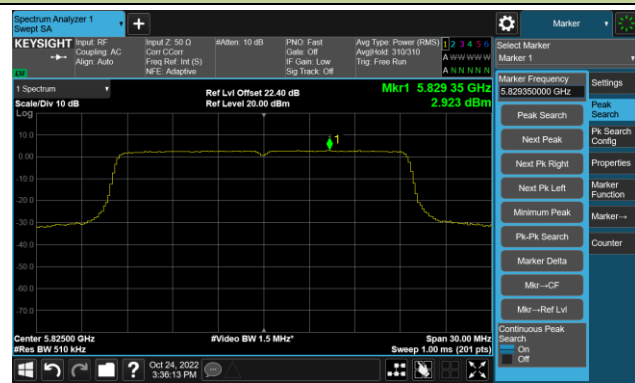 Spectrum Analyzer 1
Swept SA
+
Marker
KEYSIGHT
Input: RF
Coupling: AC
Align: Auto
Input Z: 50 Ω
Corr CCorr
Freq Ref: Int (S)
NFE: Adaptive
#Atten: 10 dB
PNO: Fast
Gate: Off
IF Gain: Low
Sig Track: Off
Avg Type: Power (RMS)
Avg|Hold: 310/310
Trig: Free Run
1 2 3 4 5 6
A W W W W W
A N N N N N
Select Marker
Marker 1
LW
1 Spectrum
Scale/Div 10 dB
Log
Ref Lvl Offset 22.40 dB
Ref Level 20.00 dBm
Mkr1 5.829 35 GHz
2.923 dBm
1
10.0
0.00
-10.0
-20.0
-30.0
-40.0
-50.0
-60.0
-70.0
Center 5.82500 GHz
#Res BW 510 kHz
#Video BW 1.5 MHz*
Span 30.00 MHz
Sweep 1.00 ms (201 pts)
Marker Frequency
5.829350000 GHz
Peak Search
Next Peak
Next Pk Right
Next Pk Left
Minimum Peak
Pk-Pk Search
Marker Delta
Mkr→CF
Mkr→Ref Lvl
Continuous Peak
Search
On
Off
Settings
Peak
Search
Pk Search
Config
Properties
Marker
Function
Marker→
Counter
?
Oct 24, 2022
3:36:13 PM